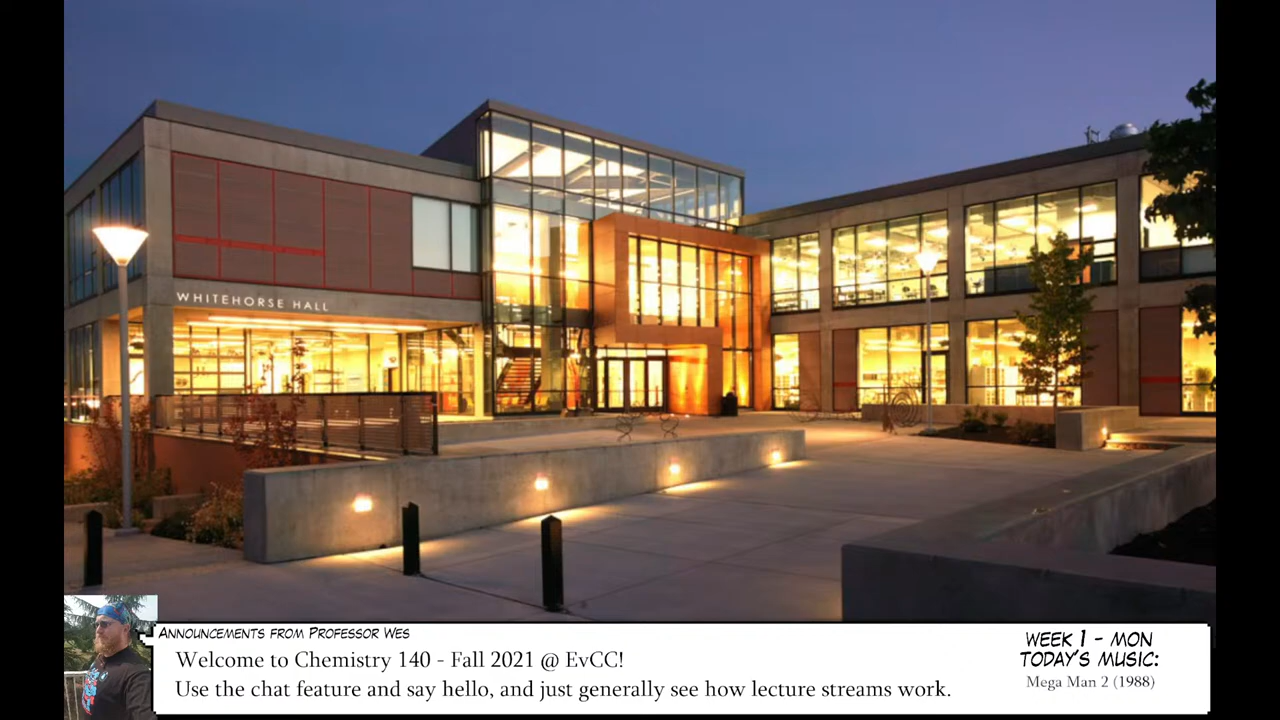 WHITEHORSE HALL
ANNOUNCEMENTS FROM PROFESSOR WES
Welcome to Chemistry 140 - Fall 2021 @ EvCC!
Use the chat feature and say hello, and just generally see how lecture streams work.
WEEK 1 - MON
TODAY'S MUSIC:
Mega Man 2 (1988)